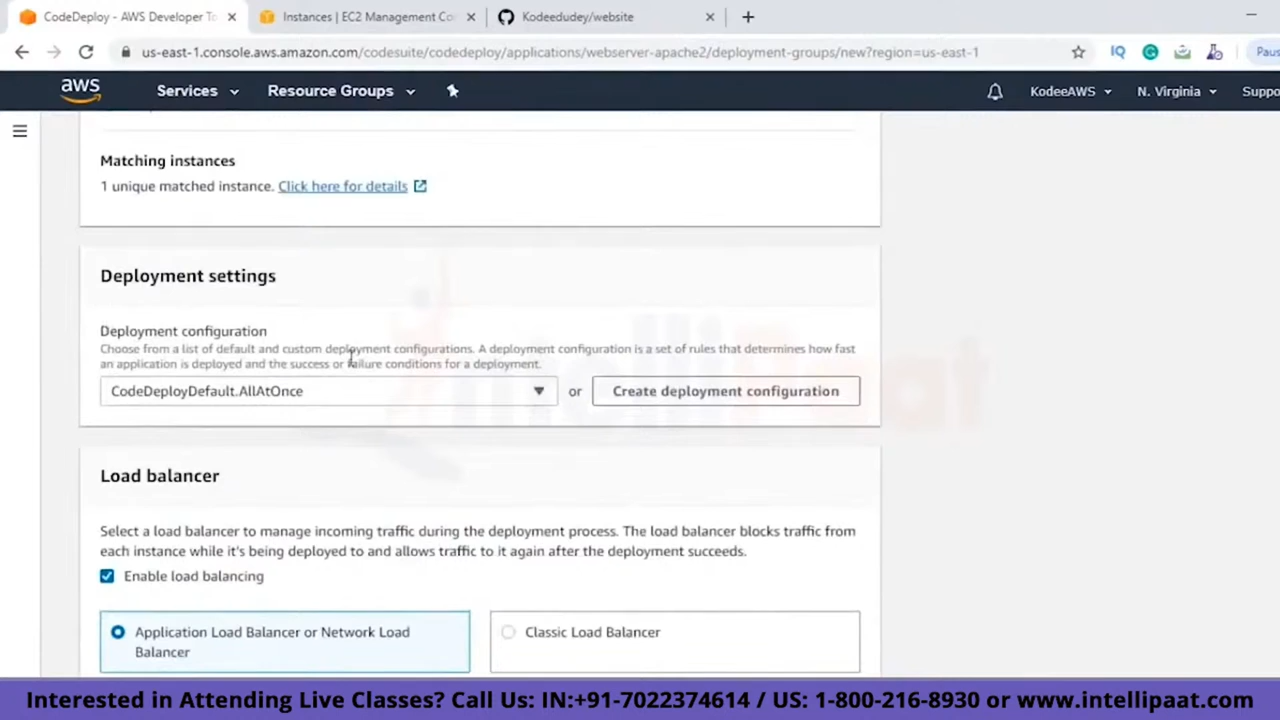 CodeDeploy - AWS Developer To
Instances | EC2 Management Co
Kodeedudey/website
us-east-1.console.aws.amazon.com/codesuite/codedeploy/applications/webserver-apache2/deployment-groups/new?region=us-east-1
IQ
G
Paus
aws
Services
Resource Groups
KodeeAWS
N. Virginia
Suppo
Matching instances
1 unique matched instance. Click here for details
Deployment settings
Deployment configuration
Choose from a list of default and custom deployment configurations. A deployment configuration is a set of rules that determines how fast
an application is deployed and the success or failure conditions for a deployment.
CodeDeployDefault.AllAtOnce
or
Create deployment configuration
intelliPaat
Load balancer
Select a load balancer to manage incoming traffic during the deployment process. The load balancer blocks traffic from
each instance while it's being deployed to and allows traffic to it again after the deployment succeeds.
Enable load balancing
Application Load Balancer or Network Load
Balancer
Classic Load Balancer
Interested in Attending Live Classes? Call Us: IN:+91-7022374614 / US: 1-800-216-8930 or www.intellipaat.com